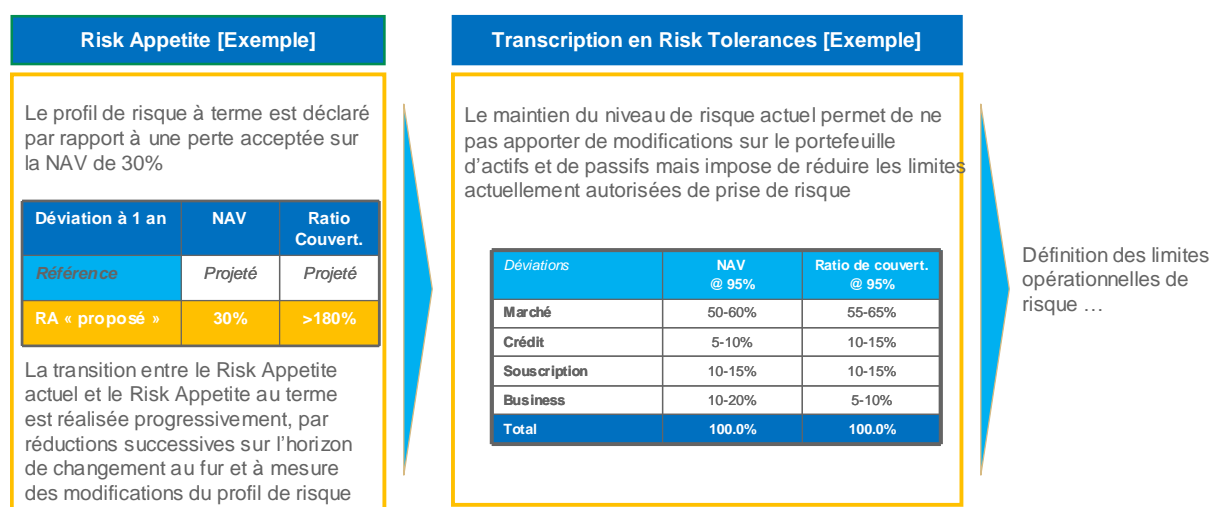 Risk Appetite [Exemple]
Le profil de risque à terme est déclaré
par rapport à une perte acceptée sur
la NAV de 30%
Déviation à 1 an NAV Ratio
Couvert.
Référence Projeté Projeté
RA « proposé » 30% >180%
La transition entre le Risk Appetite
actuel et le Risk Appetite au terme
est réalisée progressivement, par
réductions successives sur l'horizon
de changement au fur et à mesure
des modifications du profil de risque
Transcription en Risk Tolerances [Exemple]
Le maintien du niveau de risque actuel permet de ne
pas apporter de modifications sur le portefeuille
d'actifs et de passifs mais impose de réduire les limites
actuellement autorisées de prise de risque
Déviations NAV Ratio de couvert.
@ 95% @ 95%
Marché 50-60% 55-65%
Crédit 5-10% 10-15%
Souscription 10-15% 10-15%
Business 10-20% 5-10%
Total 100.0% 100.0%
Définition des limites
opérationnelles de
risque …